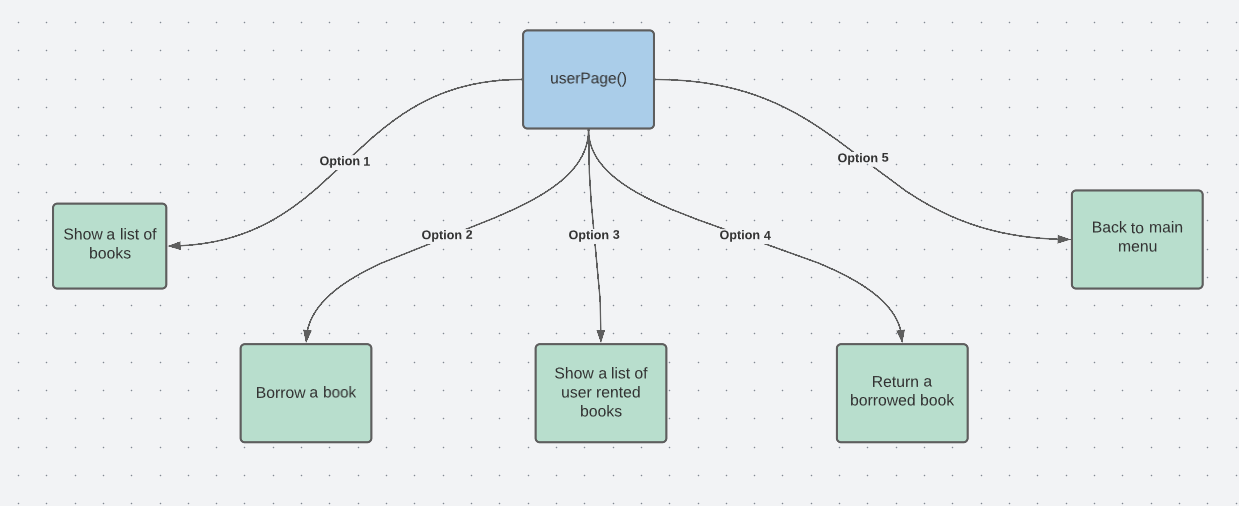 userPage()
Option 1
Option 5
Show a list of
books
Option 2
Option 3
Option 4
Back to main
menu
Borrow a book
Show a list of
user rented
books
Return a
borrowed book